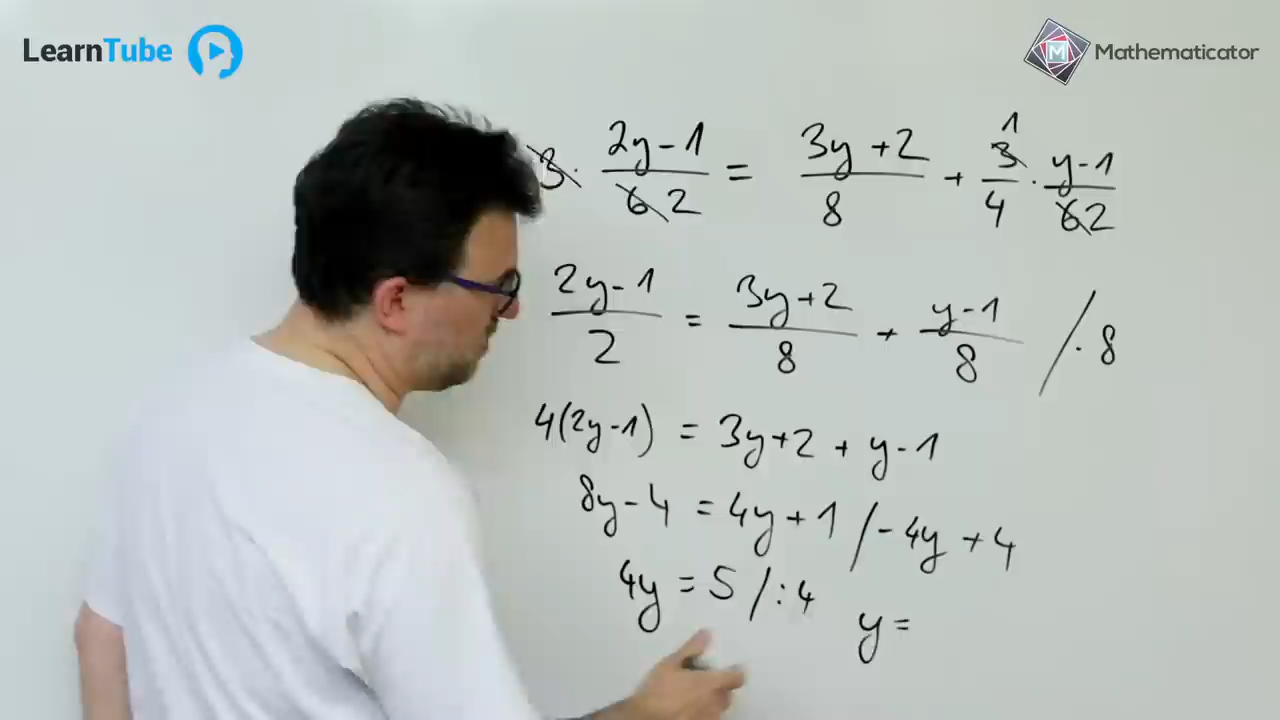 LearnTube
Mathematicator
3 · (2y-1)/(6 2) = (3y+2)/8 + (1 3)/4 · (y-1)/(6 2)
(2y-1)/2 = (3y+2)/8 + (y-1)/8 / · 8
4(2y-1) = 3y+2 + y-1
8y-4 = 4y+1 /-4y+4
4y = 5 /:4
y =